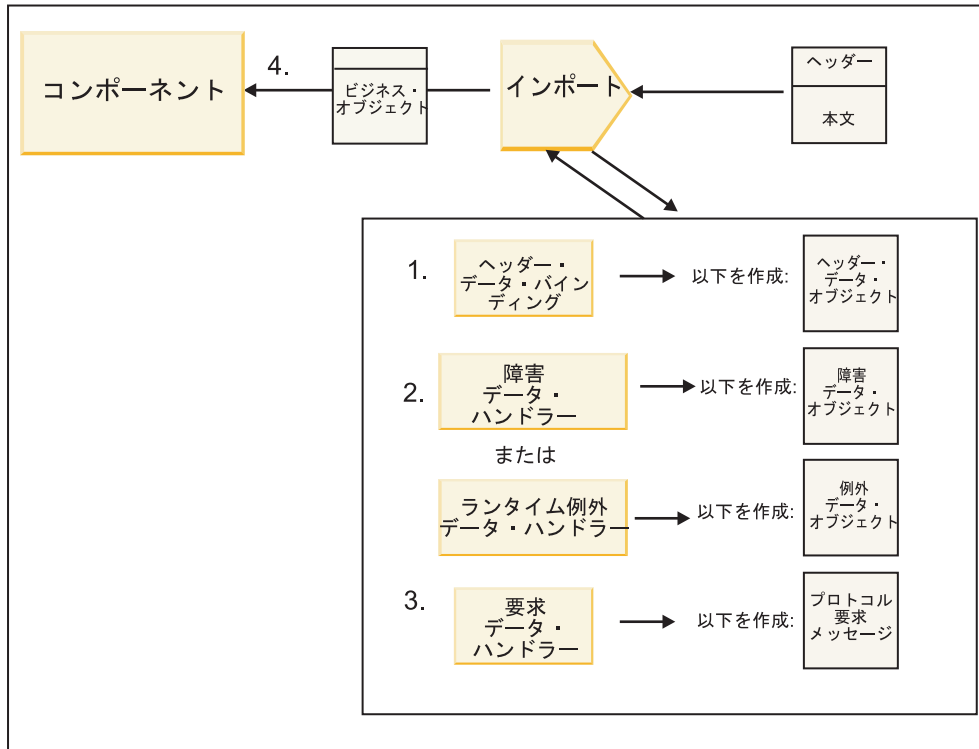 コンポーネント
4.
ビジネス・
オブジェクト
インポート
ヘッダー
本文
1.
ヘッダー・
データ・バイン
ディング
以下を作成:
ヘッダー・
データ・
オブジェクト
2.
障害
データ・
ハンドラー
以下を作成:
障害
データ・
オブジェクト
または
ランタイム例外
データ・ハンドラー
以下を作成:
例外
データ・
オブジェクト
3.
要求
データ・
ハンドラー
以下を作成:
プロトコル
要求
メッセージ